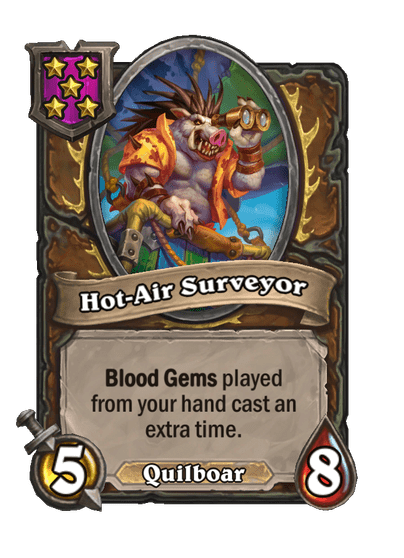 Hot-Air Surveyor
Blood Gems played
from your hand cast an
extra time.
5
Quilboar
8